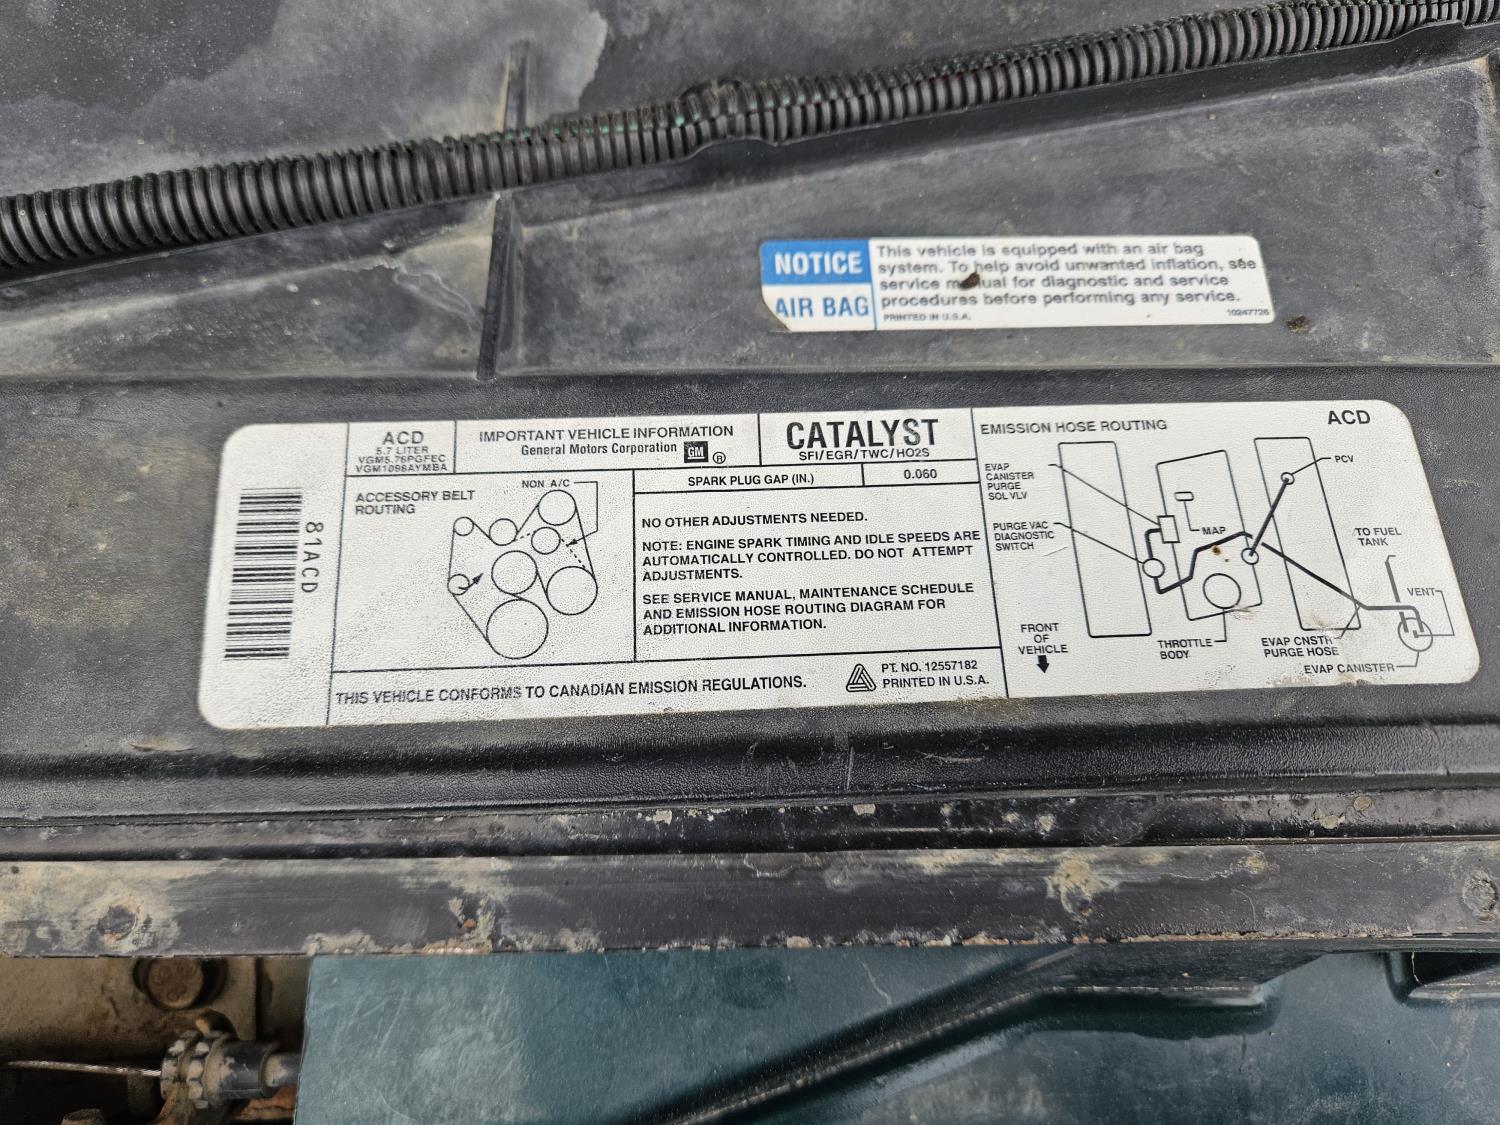 NOTICE
AIR BAG
This vehicle is equipped with an air bag
system. To help avoid unwanted inflation, see
service manual for diagnostic and service
procedures before performing any service.
PRINTED IN U.S.A.
10247726
81ACD
ACD
5.7 LITER
VGM5.7SPGFEC
VGM1098AYMBA
IMPORTANT VEHICLE INFORMATION
General Motors Corporation GM ®
CATALYST
SFI/EGR/TWC/HO2S
SPARK PLUG GAP (IN.)
0.060
ACCESSORY BELT
ROUTING
NON A/C
NO OTHER ADJUSTMENTS NEEDED.
NOTE: ENGINE SPARK TIMING AND IDLE SPEEDS ARE
AUTOMATICALLY CONTROLLED. DO NOT ATTEMPT
ADJUSTMENTS.
SEE SERVICE MANUAL, MAINTENANCE SCHEDULE
AND EMISSION HOSE ROUTING DIAGRAM FOR
ADDITIONAL INFORMATION.
THIS VEHICLE CONFORMS TO CANADIAN EMISSION REGULATIONS.
PT. NO. 12557182
PRINTED IN U.S.A.
EMISSION HOSE ROUTING
ACD
EVAP
CANISTER
PURGE
SOL VLV
PURGE VAC
DIAGNOSTIC
SWITCH
MAP
PCV
TO FUEL
TANK
VENT
FRONT
OF
VEHICLE
THROTTLE
BODY
EVAP CNSTR
PURGE HOSE
EVAP CANISTER